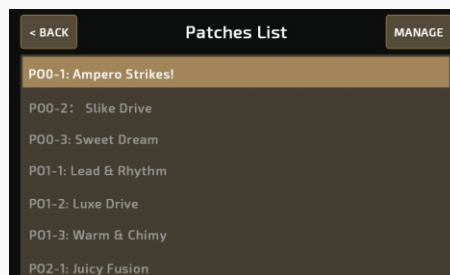 < BACK
Patches List
MANAGE
P00-1: Ampero Strikes!
P00-2: Slike Drive
P00-3: Sweet Dream
P01-1: Lead & Rhythm
P01-2: Luxe Drive
P01-3: Warm & Chimy
P02-1: Juicy Fusion